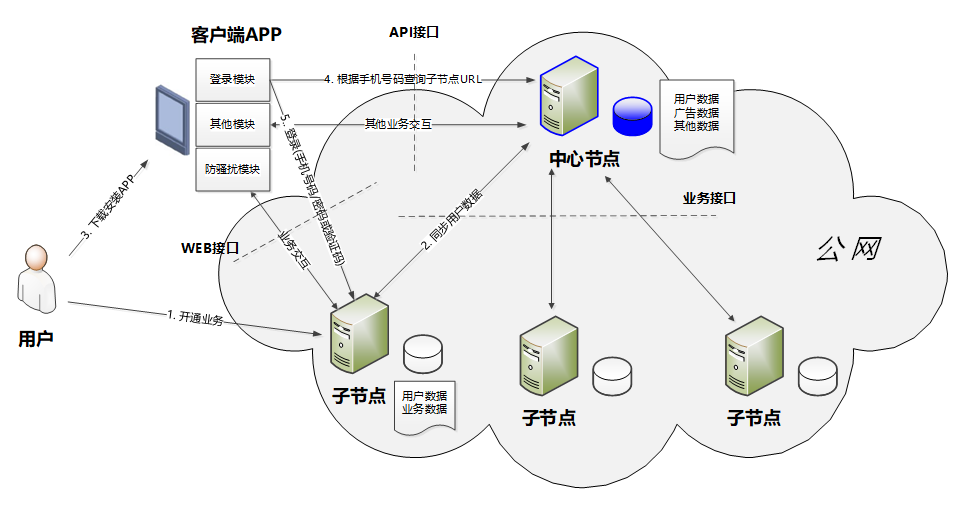 客户端APP
API接口
登录模块
4. 根据手机号码查询子节点URL
用户数据
广告数据
其他数据
其他模块
其他业务交互
中心节点
防骚扰模块
5. 登录(手机号码/密码或验证码)
3. 下载安装APP
2. 同步用户数据
业务接口
WEB接口
业务交互
公网
用户
1. 开通业务
子节点
用户数据
业务数据
子节点
子节点